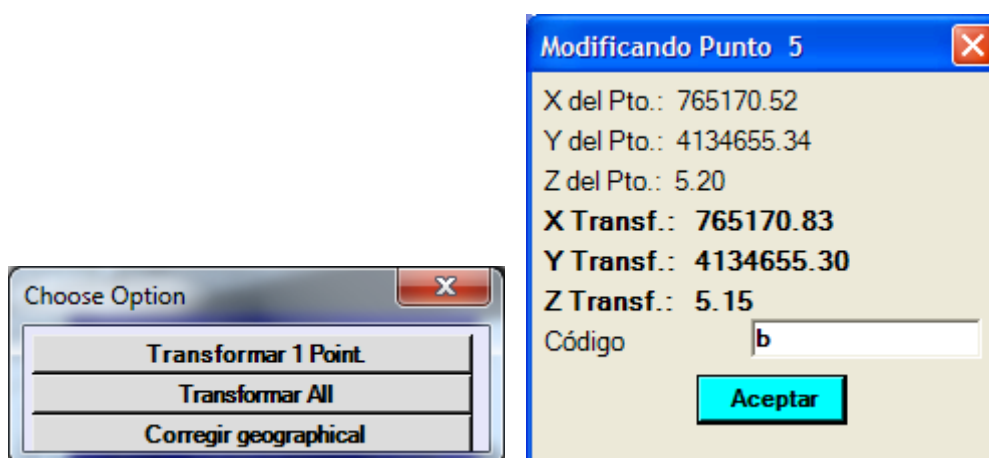 Choose Option
Transformar 1 Point.
Transformar All
Corregir geographical
Modificando Punto 5
X del Pto.: 765170.52
Y del Pto.: 4134655.34
Z del Pto.: 5.20
X Transf.: 765170.83
Y Transf.: 4134655.30
Z Transf.: 5.15
Código b
Aceptar